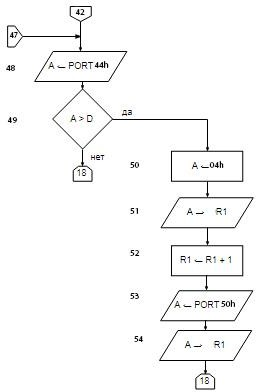 42
47
48
A ← PORT 44h
49
A > D
да
нет
18
50
A ←04h
51
A → R1
52
R1 ← R1 + 1
53
A ← PORT 50h
54
A → R1
18